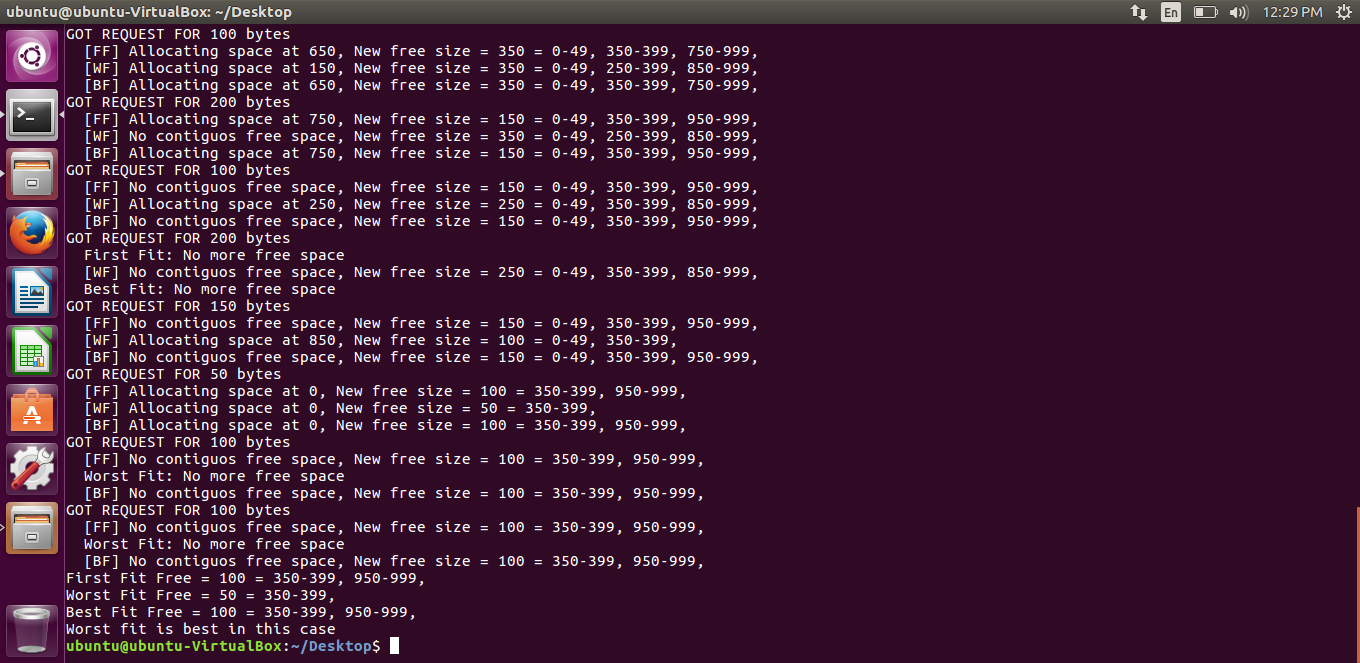 ubuntu@ubuntu-VirtualBox: ~/Desktop
En
12:29 PM
GOT REQUEST FOR 100 bytes
[FF] Allocating space at 650, New free size = 350 = 0-49, 350-399, 750-999,
[WF] Allocating space at 150, New free size = 350 = 0-49, 250-399, 850-999,
[BF] Allocating space at 650, New free size = 350 = 0-49, 350-399, 750-999,
GOT REQUEST FOR 200 bytes
[FF] Allocating space at 750, New free size = 150 = 0-49, 350-399, 950-999,
[WF] No contiguos free space, New free size = 350 = 0-49, 250-399, 850-999,
[BF] Allocating space at 750, New free size = 150 = 0-49, 350-399, 950-999,
GOT REQUEST FOR 100 bytes
[FF] No contiguos free space, New free size = 150 = 0-49, 350-399, 950-999,
[WF] Allocating space at 250, New free size = 250 = 0-49, 350-399, 850-999,
[BF] No contiguos free space, New free size = 150 = 0-49, 350-399, 950-999,
GOT REQUEST FOR 200 bytes
First Fit: No more free space
[WF] No contiguos free space, New free size = 250 = 0-49, 350-399, 850-999,
Best Fit: No more free space
GOT REQUEST FOR 150 bytes
[FF] No contiguos free space, New free size = 150 = 0-49, 350-399, 950-999,
[WF] Allocating space at 850, New free size = 100 = 0-49, 350-399,
[BF] No contiguos free space, New free size = 150 = 0-49, 350-399, 950-999,
GOT REQUEST FOR 50 bytes
[FF] Allocating space at 0, New free size = 100 = 350-399, 950-999,
[WF] Allocating space at 0, New free size = 50 = 350-399,
[BF] Allocating space at 0, New free size = 100 = 350-399, 950-999,
GOT REQUEST FOR 100 bytes
[FF] No contiguos free space, New free size = 100 = 350-399, 950-999,
Worst Fit: No more free space
[BF] No contiguos free space, New free size = 100 = 350-399, 950-999,
GOT REQUEST FOR 100 bytes
[FF] No contiguos free space, New free size = 100 = 350-399, 950-999,
Worst Fit: No more free space
[BF] No contiguos free space, New free size = 100 = 350-399, 950-999,
First Fit Free = 100 = 350-399, 950-999,
Worst Fit Free = 50 = 350-399,
Best Fit Free = 100 = 350-399, 950-999,
Worst fit is best in this case
ubuntu@ubuntu-VirtualBox:~/Desktop$